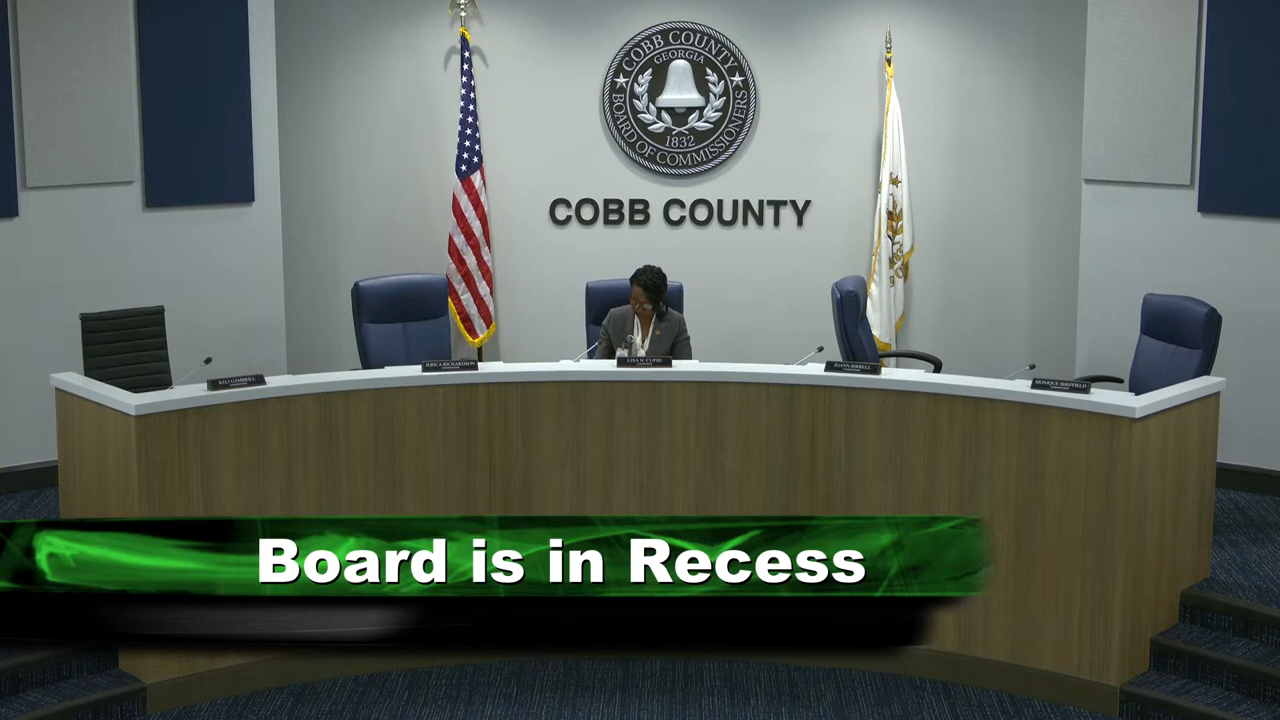 COBB COUNTY
GEORGIA
BOARD OF COMMISSIONERS
1832
COBB COUNTY
KELI GAMBRILL
JERICA RICHARDSON
LISA N. CUPID
JOANN BIRRELL
MONIQUE SHEFFIELD
Board is in Recess